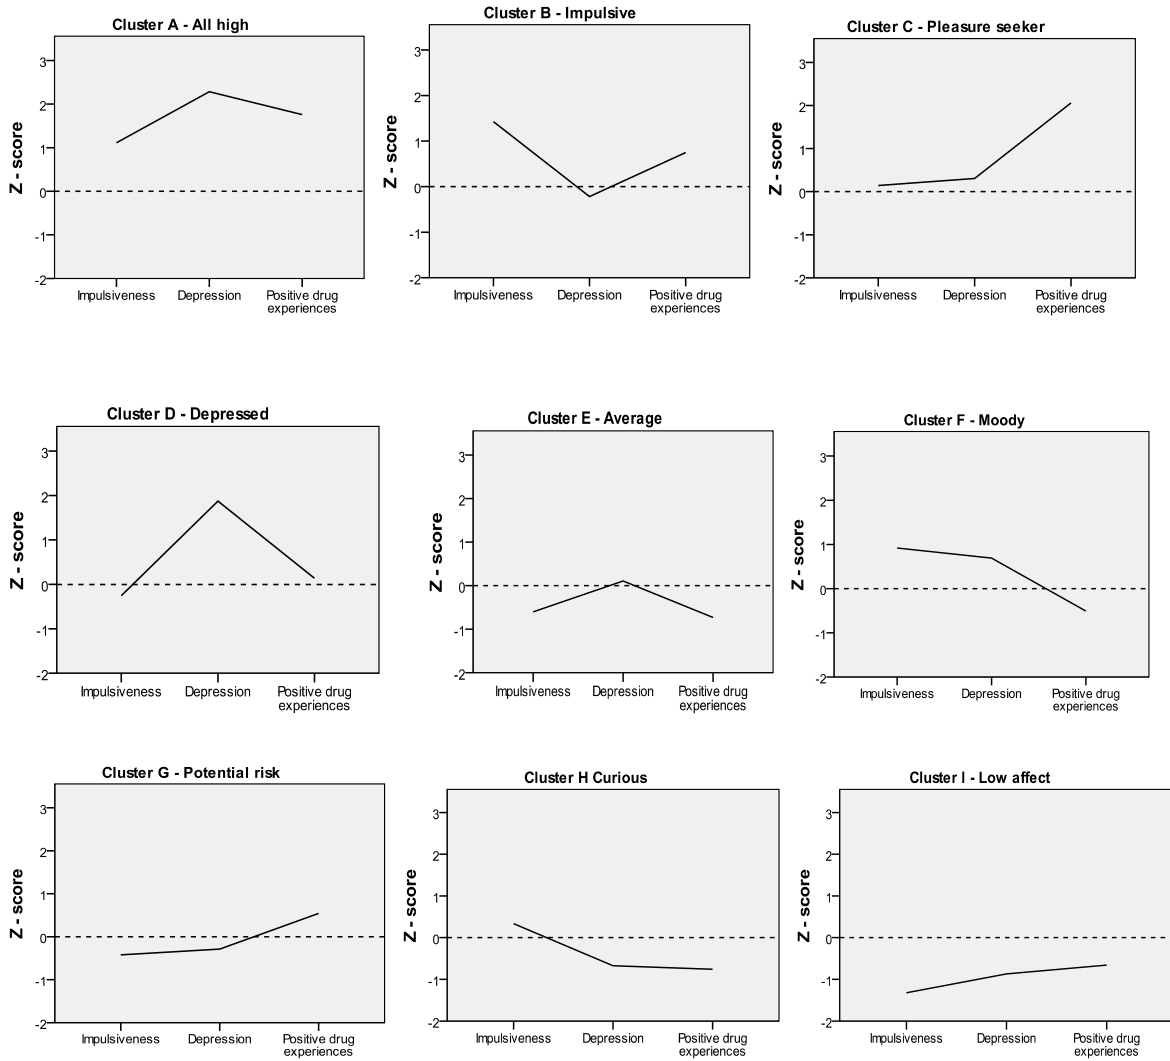 Cluster A - All high
Z - score
3
2
1
0
-1
-2
Impulsiveness Depression Positive drug
experiences
Cluster B - Impulsive
Z - score
3
2
1
0
-1
-2
Impulsiveness Depression Positive drug
experiences
Cluster C - Pleasure seeker
Z - score
3
2
1
0
-1
-2
Impulsiveness Depression Positive drug
experiences
Cluster D - Depressed
Z - score
3
2
1
0
-1
-2
Impulsiveness Depression Positive drug
experiences
Cluster E - Average
Z - score
3
2
1
0
-1
-2
Impulsiveness Depression Positive drug
experiences
Cluster F - Moody
Z - score
3
2
1
0
-1
-2
Impulsiveness Depression Positive drug
experiences
Cluster G - Potential risk
Z - score
3
2
1
0
-1
-2
Impulsiveness Depression Positive drug
experiences
Cluster H Curious
Z - score
3
2
1
0
-1
-2
Impulsiveness Depression Positive drug
experiences
Cluster I - Low affect
Z - score
3
2
1
0
-1
-2
Impulsiveness Depression Positive drug
experiences